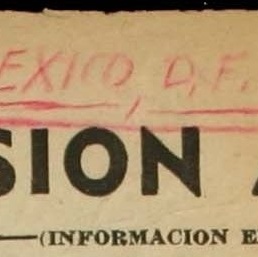 EXICO, D.F.
SION A
—(INFORMACION E